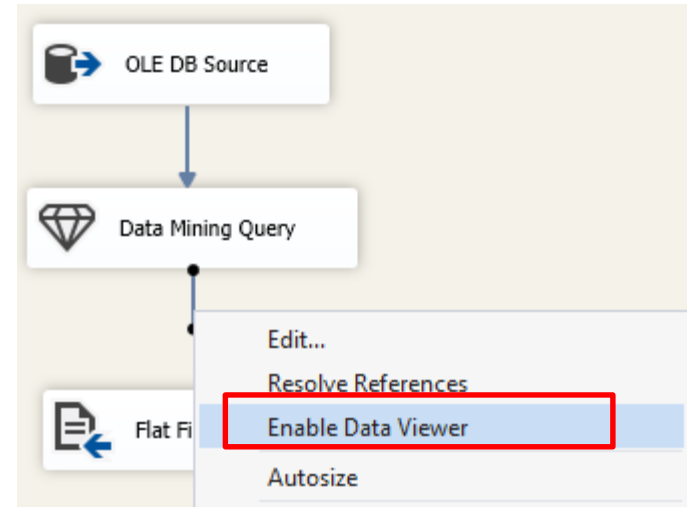 OLE DB Source
Data Mining Query
Edit...
Resolve References
Flat Fi
Enable Data Viewer
Autosize